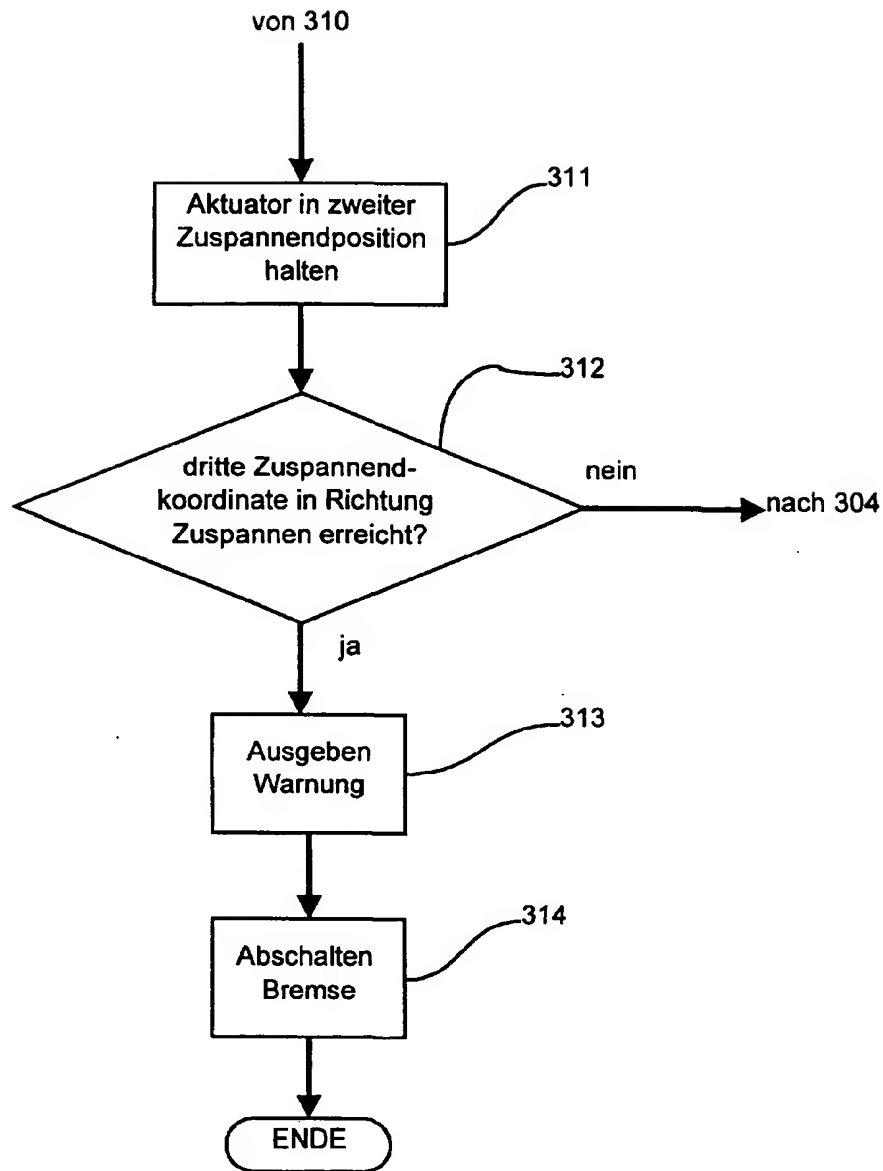 von 310
311
Aktuator in zweiter
Zuspannendposition
halten
312
dritte Zuspannend-
koordinate in Richtung
Zuspannen erreicht?
nein
nach 304
ja
313
Ausgeben
Warnung
314
Abschalten
Bremse
ENDE